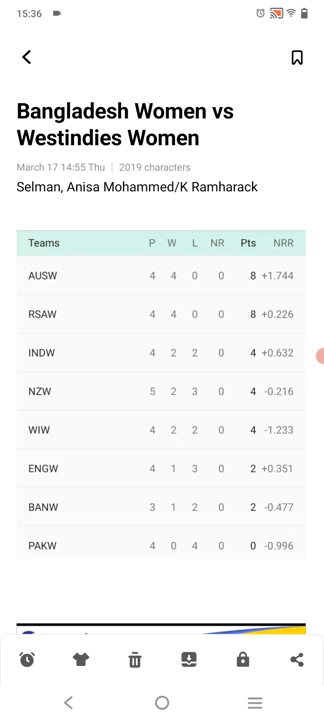 15:36
Bangladesh Women vs
Westindies Women
March 17 14:55 Thu | 2019 characters
Selman, Anisa Mohammed/K Ramharack
Teams P W L NR Pts NRR
AUSW 4 4 0 0 8 +1.744
RSAW 4 4 0 0 8 +0.226
INDW 4 2 2 0 4 +0.632
NZW 5 2 3 0 4 -0.216
WIW 4 2 2 0 4 -1.233
ENGW 4 1 3 0 2 +0.351
BANW 3 1 2 0 2 -0.477
PAKW 4 0 4 0 0 -0.996